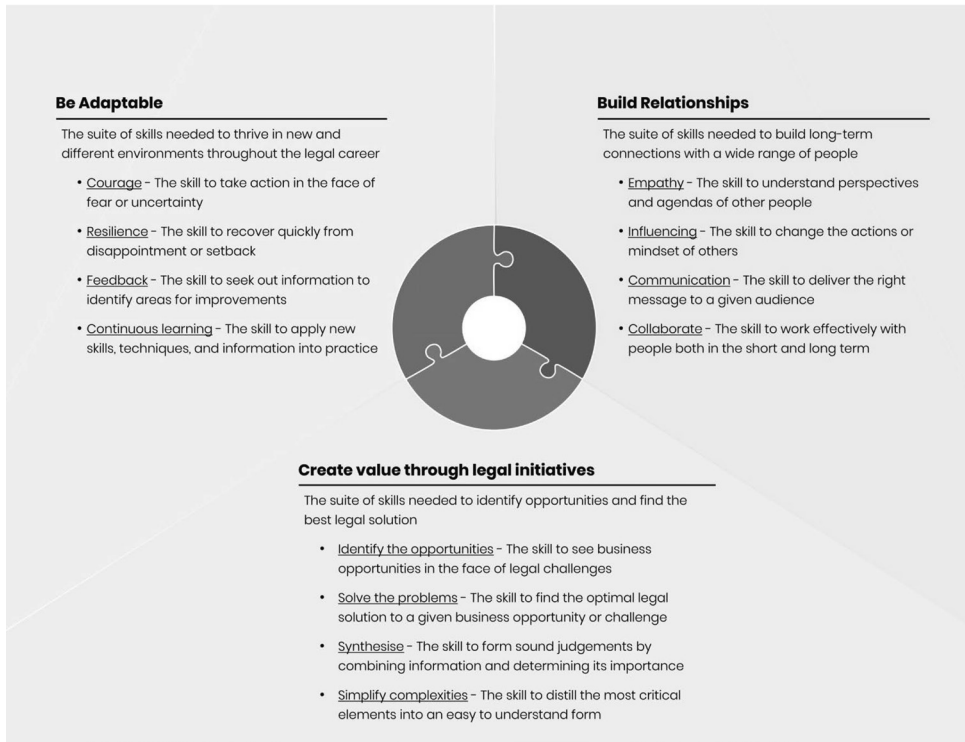 Be Adaptable
The suite of skills needed to thrive in new and
different environments throughout the legal career
• Courage - The skill to take action in the face of
fear or uncertainty
• Resilience - The skill to recover quickly from
disappointment or setback
• Feedback - The skill to seek out information to
identify areas for improvements
• Continuous learning - The skill to apply new
skills, techniques, and information into practice
Build Relationships
The suite of skills needed to build long-term
connections with a wide range of people
• Empathy - The skill to understand perspectives
and agendas of other people
• Influencing - The skill to change the actions or
mindset of others
• Communication - The skill to deliver the right
message to a given audience
• Collaborate - The skill to work effectively with
people both in the short and long term
Create value through legal initiatives
The suite of skills needed to identify opportunities and find the
best legal solution
• Identify the opportunities - The skill to see business
opportunities in the face of legal challenges
• Solve the problems - The skill to find the optimal legal
solution to a given business opportunity or challenge
• Synthesise - The skill to form sound judgements by
combining information and determining its importance
• Simplify complexities - The skill to distill the most critical
elements into an easy to understand form